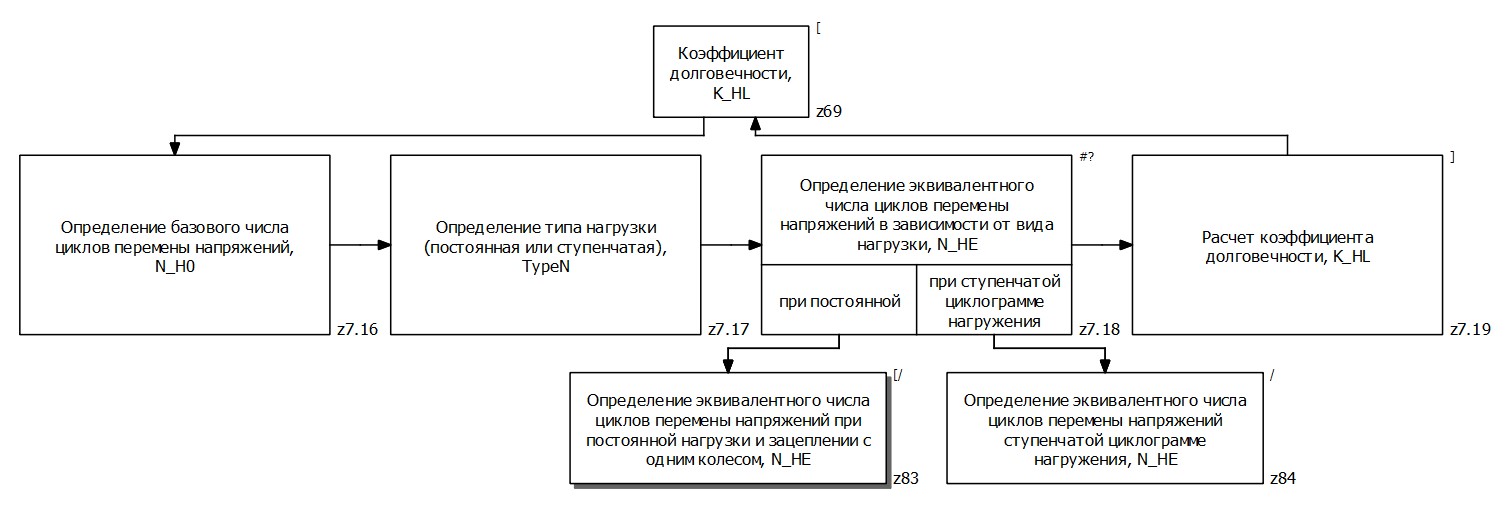 [
Коэффициент
долговечности,
K_HL
z69
Определение базового числа
циклов перемены напряжений,
N_H0
z7.16
Определение типа нагрузки
(постоянная или ступенчатая),
TypeN
z7.17
#?
Определение эквивалентного
числа циклов перемены
напряжений в зависимости от вида
нагрузки, N_HE
при постоянной
при ступенчатой
циклограмме
нагружения
z7.18
]
Расчет коэффициента
долговечности, K_HL
z7.19
[/
Определение эквивалентного числа
циклов перемены напряжений при
постоянной нагрузки и зацеплении с
одним колесом, N_HE
z83
/
Определение эквивалентного числа
циклов перемены напряжений
ступенчатой циклограмме
нагружения, N_HE
z84